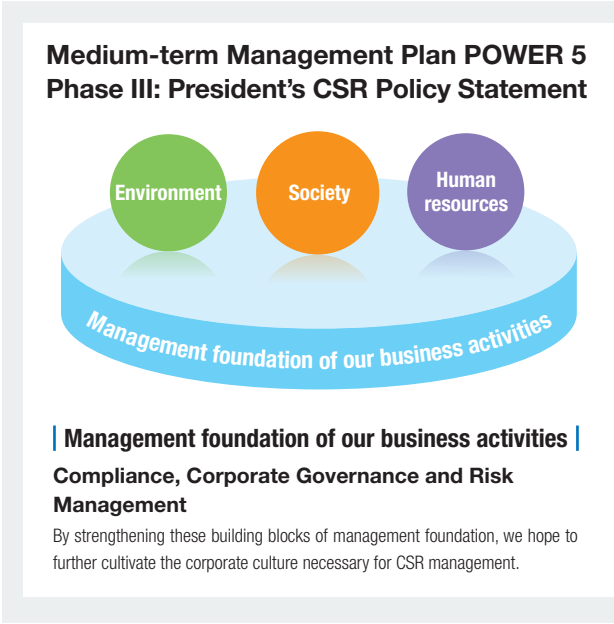 Medium-term Management Plan POWER 5
Phase III: President’s CSR Policy Statement
Environment
Society
Human
resources
Management foundation of our business activities
Management foundation of our business activities
Compliance, Corporate Governance and Risk
Management
By strengthening these building blocks of management foundation, we hope to
further cultivate the corporate culture necessary for CSR management.